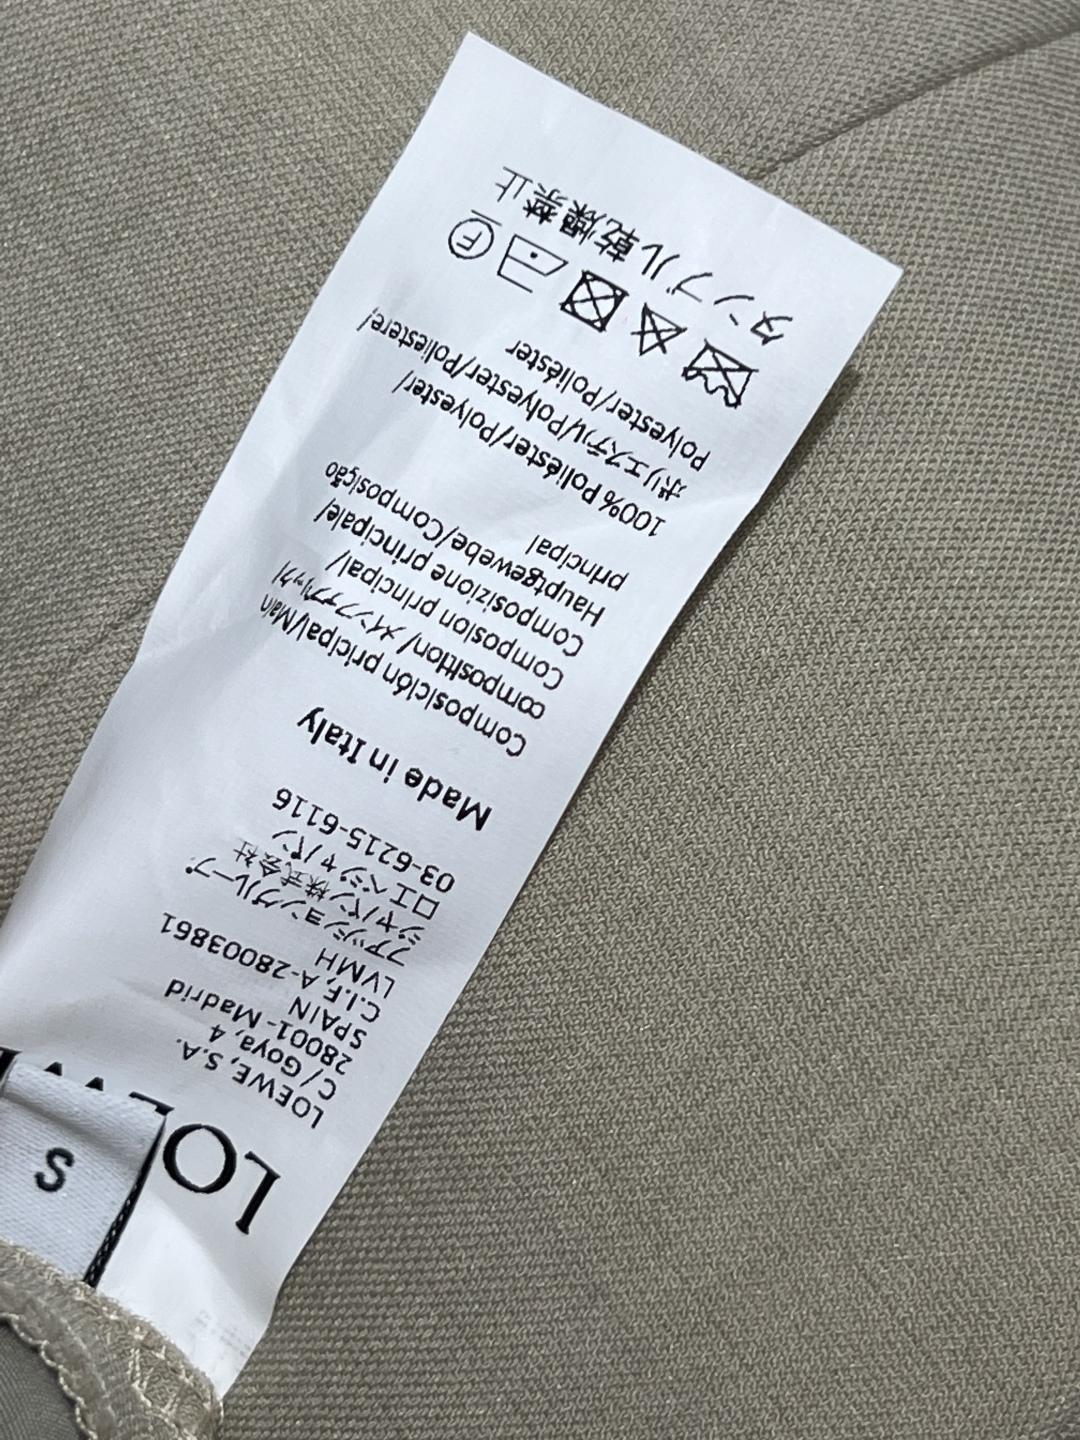 LO
S
LOEWE, S.A.
C/ Goya, 4
28001- Madrid
SPAIN
C.I.F, A-28003861
LVMH
ファッショングループ
ジャパン株式会社
ロエベジャパン
03-6215-6116
Made in Italy
Composición pricipal/Main
composition/メインファブリック/
Composion principal/
Composizione principale/
Hauptgewebe/Composição
principal
100% Poliéster/Polyester/
ポリエステル/Polyester/Poliestere/
Polyester/Poliéster
F
タンブル乾燥禁止